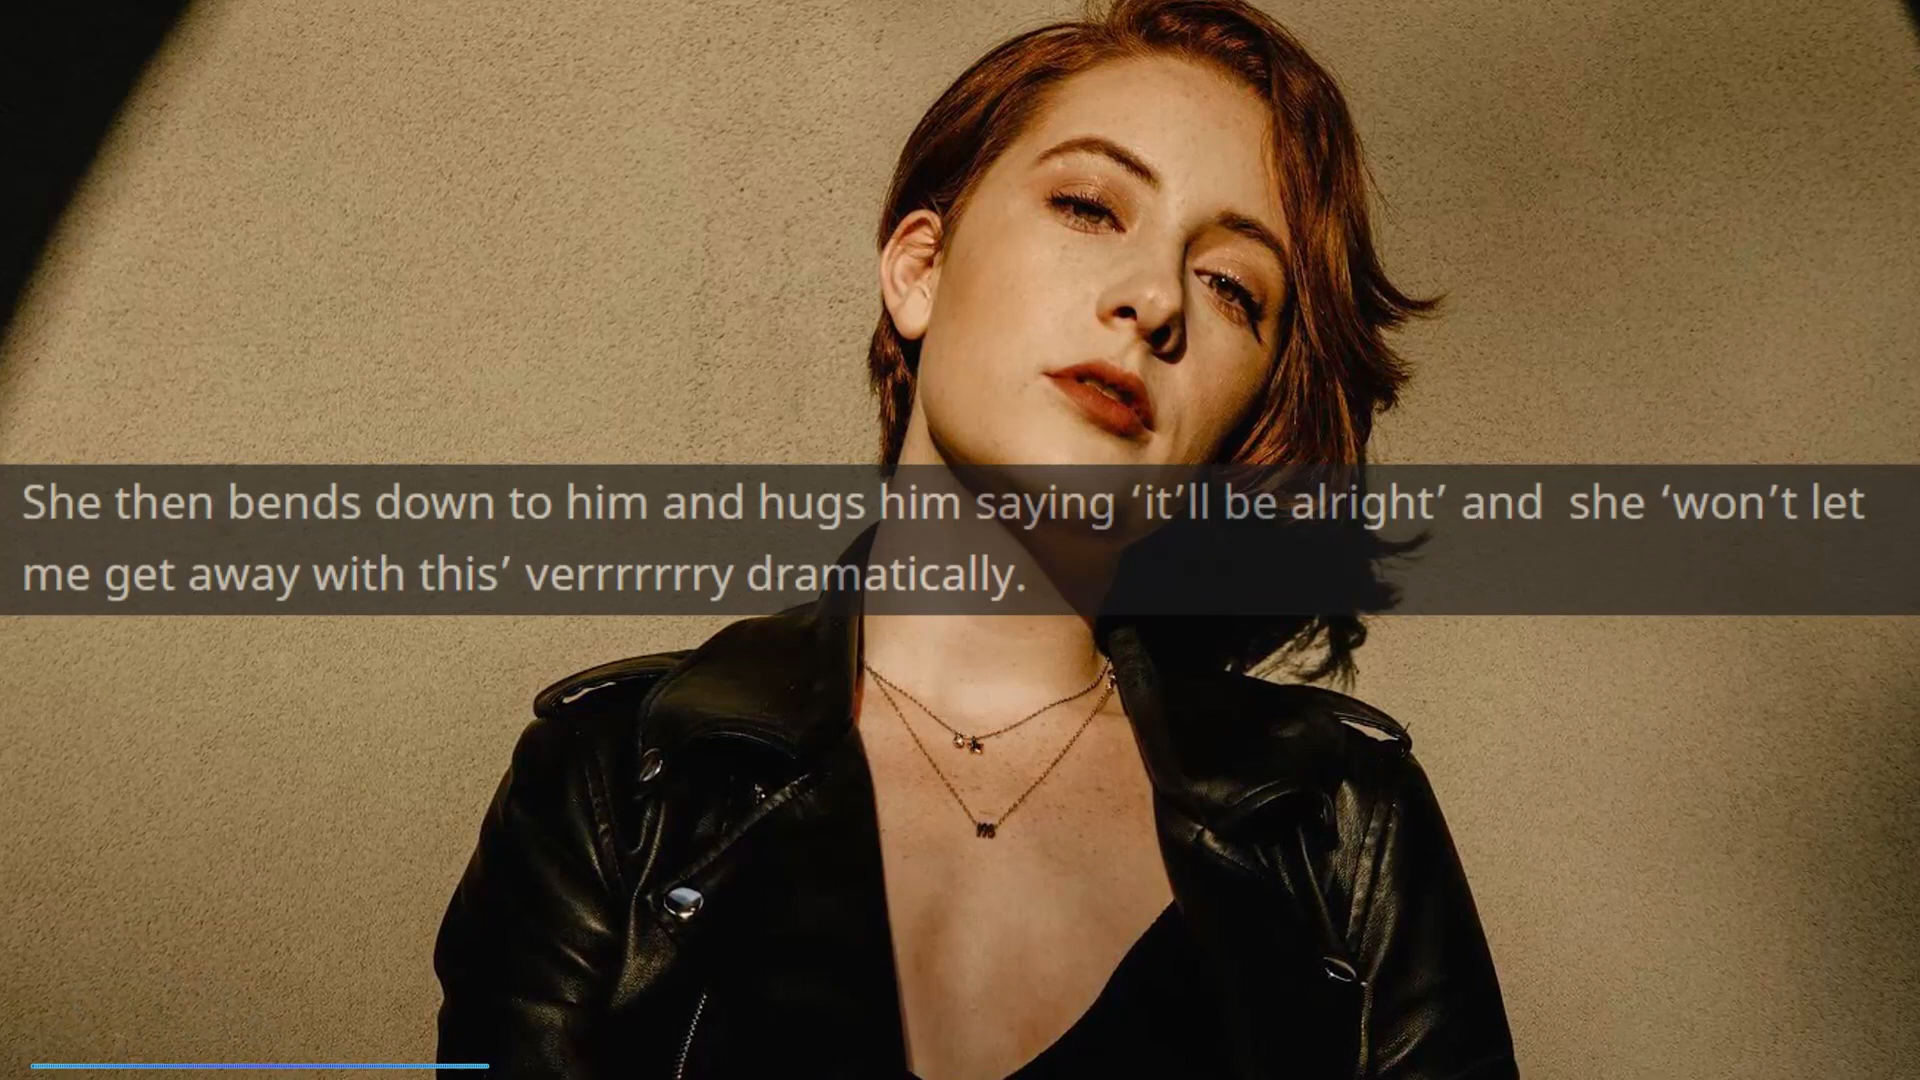 She then bends down to him and hugs him saying ‘it’ll be alright’ and  she ‘won’t let
me get away with this’ verrrrrrry dramatically.